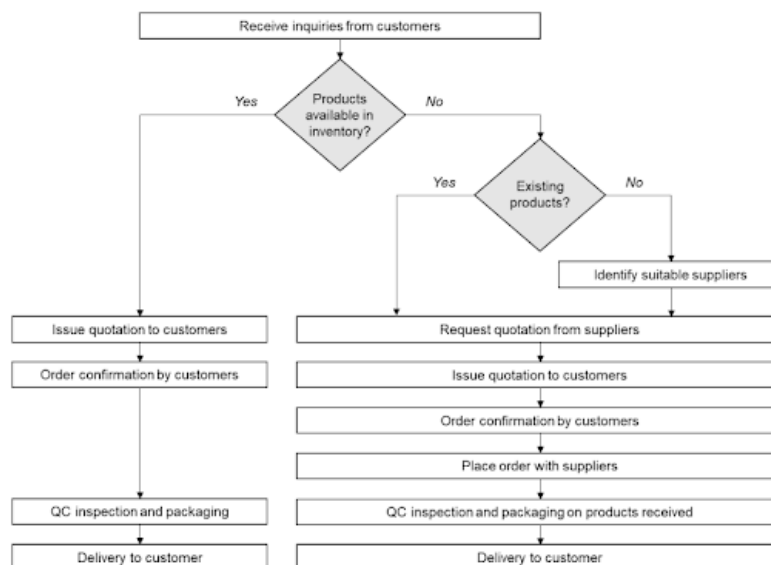 Receive inquiries from customers
Yes
Products
available in
inventory?
No
Yes
Existing
products?
No
Identify suitable suppliers
Issue quotation to customers
Request quotation from suppliers
Order confirmation by customers
Issue quotation to customers
Order confirmation by customers
Place order with suppliers
QC inspection and packaging
QC inspection and packaging on products received
Delivery to customer
Delivery to customer